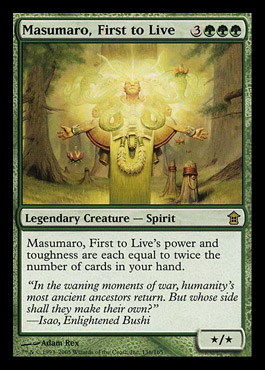 Masumaro, First to Live 3
Legendary Creature — Spirit
Masumaro, First to Live's power and
toughness are each equal to twice the
number of cards in your hand.
"In the waning moments of war, humanity's
most ancient ancestors return. But whose side
shall they make their own?"
—Isao, Enlightened Bushi
Adam Rex
*/*